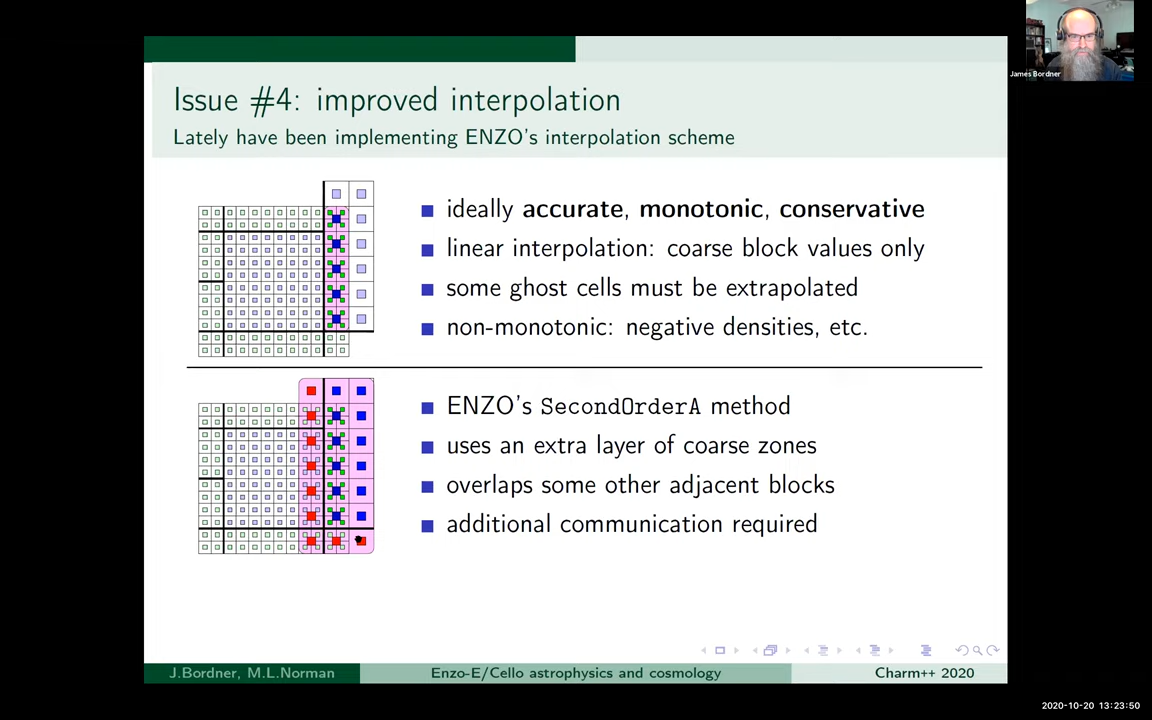 James Bordner
Issue #4: improved interpolation
Lately have been implementing ENZO's interpolation scheme
ideally accurate, monotonic, conservative
linear interpolation: coarse block values only
some ghost cells must be extrapolated
non-monotonic: negative densities, etc.
ENZO's SecondOrderA method
uses an extra layer of coarse zones
overlaps some other adjacent blocks
additional communication required
J.Bordner, M.L.Norman
Enzo-E/Cello astrophysics and cosmology
Charm++ 2020
2020-10-20 13:23:50